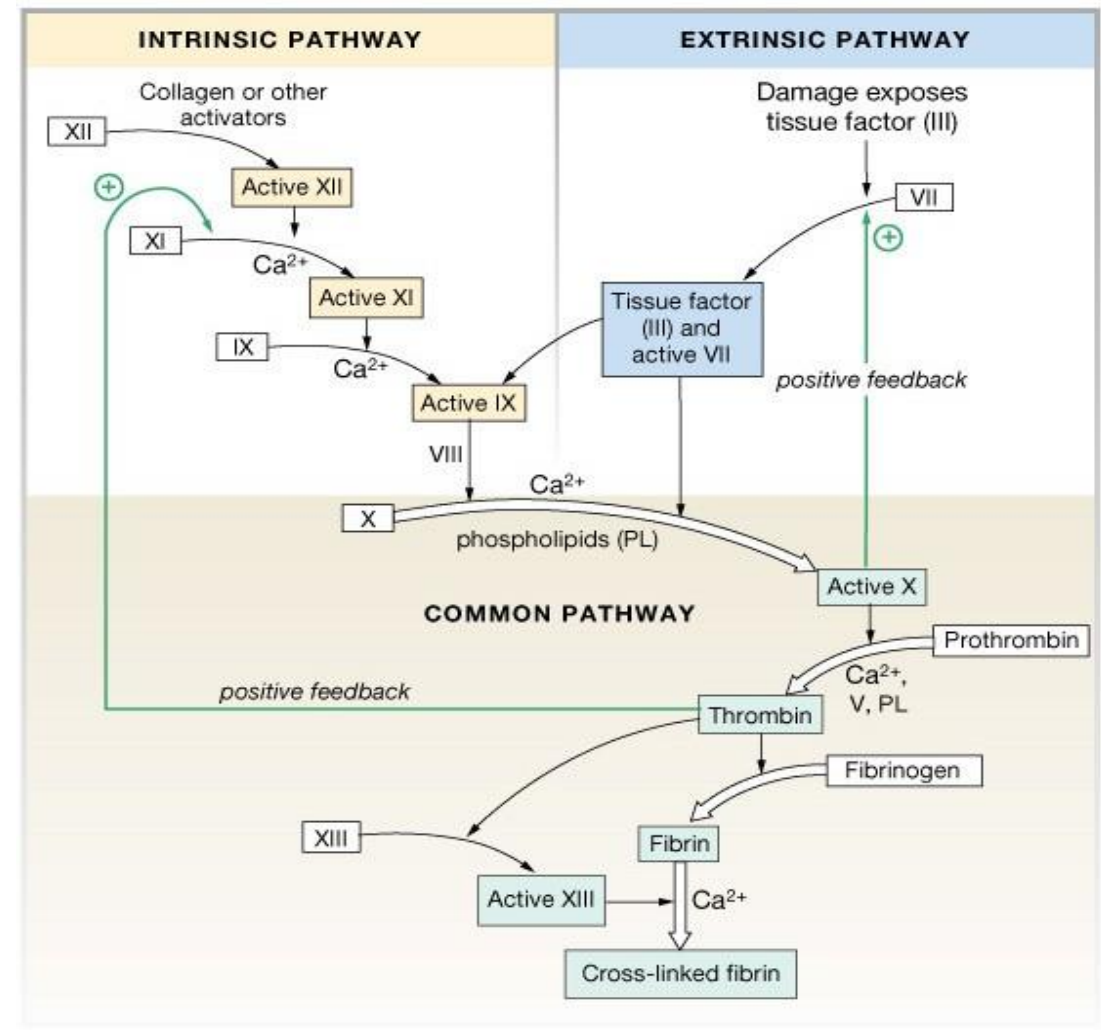 INTRINSIC PATHWAY
EXTRINSIC PATHWAY
Collagen or other
activators
XII
Active XII
+
XI
Ca2+
Active XI
IX
Ca2+
Active IX
VIII
Damage exposes
tissue factor (III)
VII
+
Tissue factor
(III) and
active VII
positive feedback
Ca2+
X
phospholipids (PL)
Active X
COMMON PATHWAY
Prothrombin
Ca2+,
V, PL
positive feedback
Thrombin
Fibrinogen
XIII
Fibrin
Active XIII
Ca2+
Cross-linked fibrin